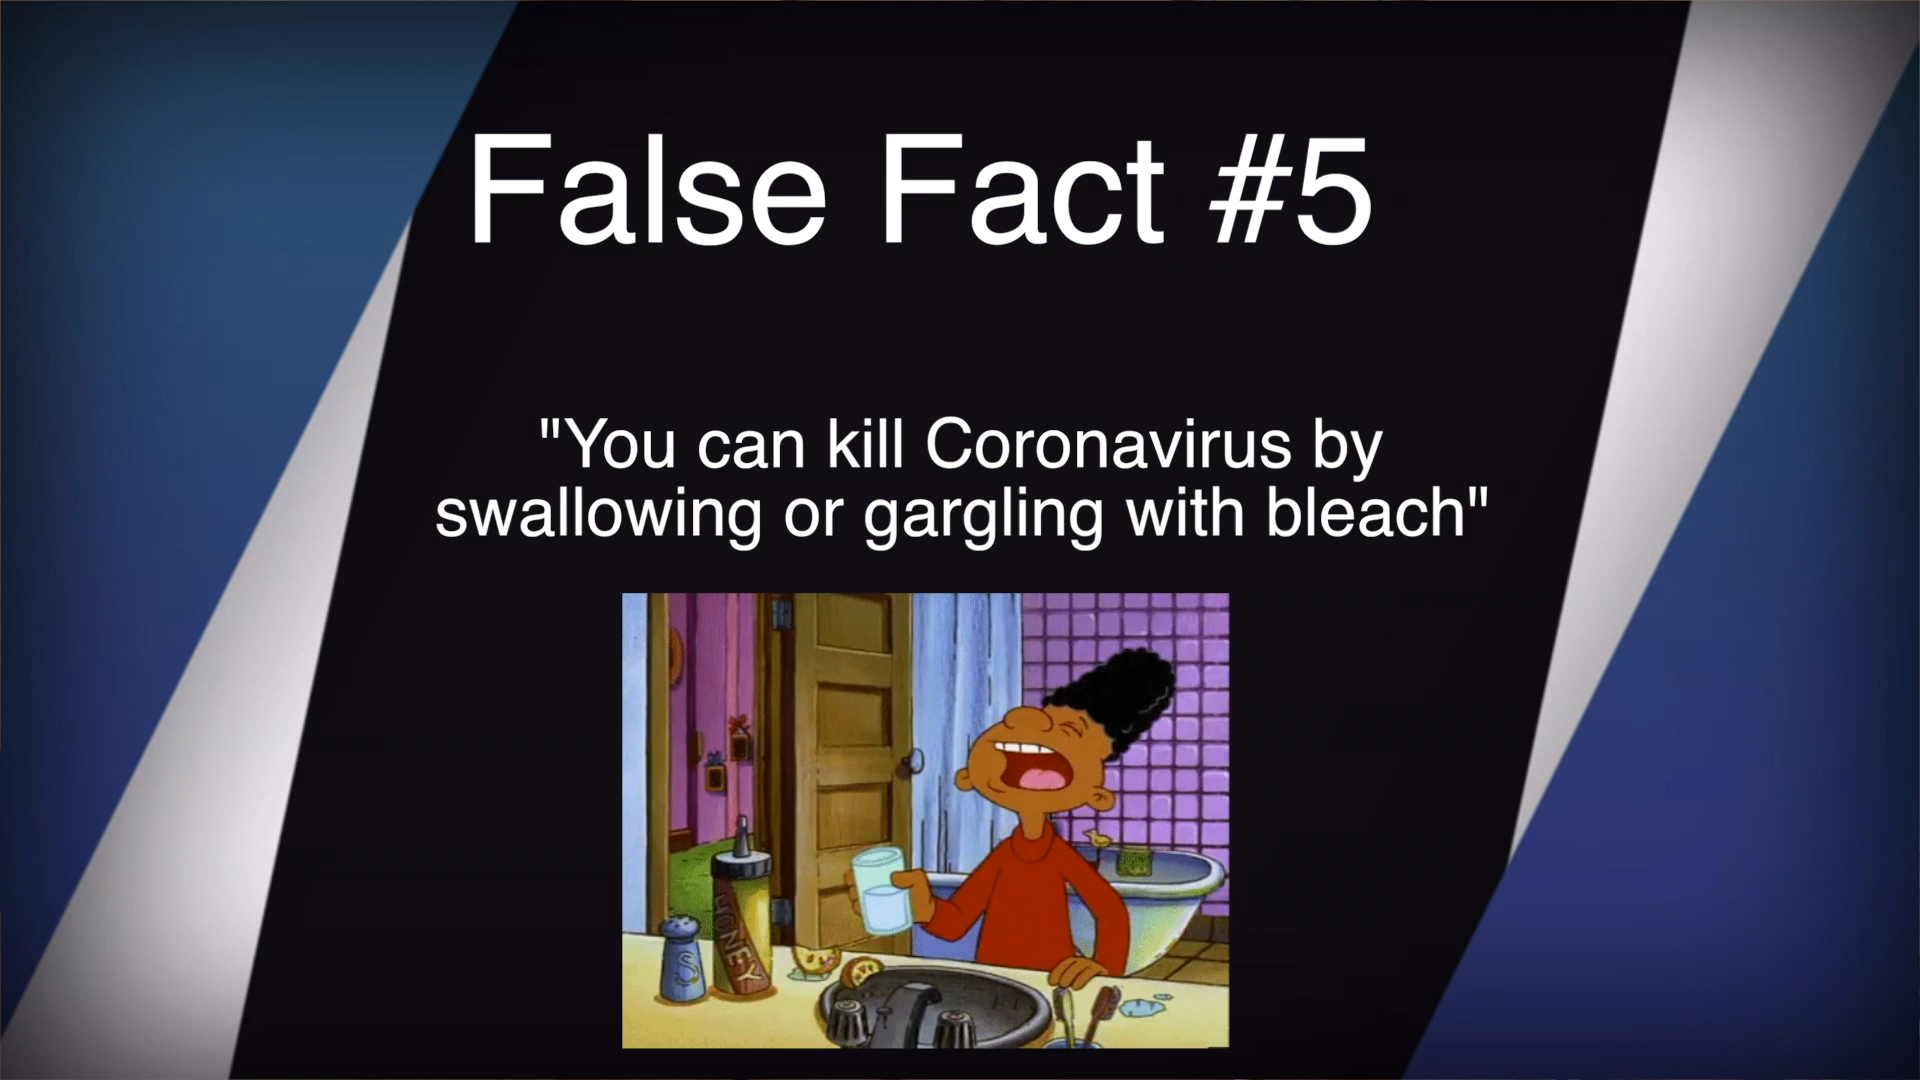 False Fact #5
"You can kill Coronavirus by
swallowing or gargling with bleach"
HONEY
S